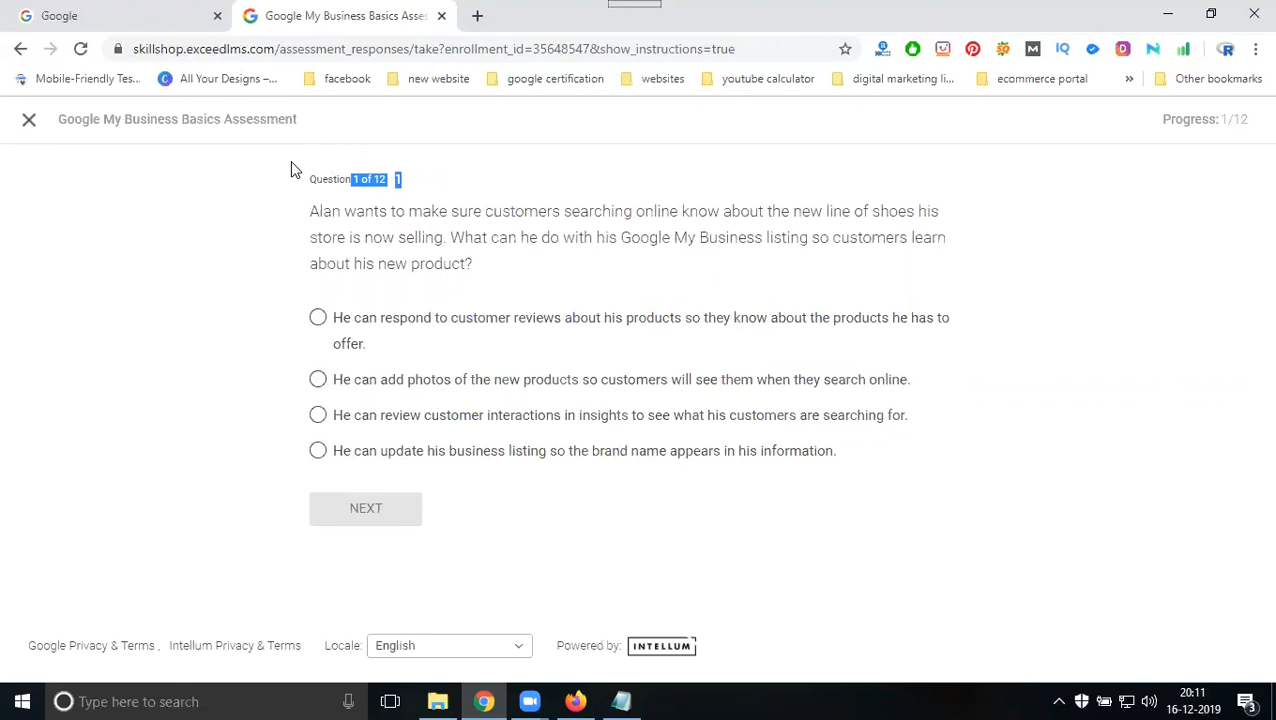 Google
Google My Business Basics Asses
skillshop.exceedlms.com/assessment_responses/take?enrollment_id=35648547&show_instructions=true
Mobile-Friendly Tes... All Your Designs –... facebook new website google certification websites youtube calculator digital marketing li... ecommerce portal » Other bookmarks
Google My Business Basics Assessment
Progress: 1/12
Question 1 of 12 1
Alan wants to make sure customers searching online know about the new line of shoes his
store is now selling. What can he do with his Google My Business listing so customers learn
about his new product?
He can respond to customer reviews about his products so they know about the products he has to
offer.
He can add photos of the new products so customers will see them when they search online.
He can review customer interactions in insights to see what his customers are searching for.
He can update his business listing so the brand name appears in his information.
NEXT
Google Privacy & Terms , Intellum Privacy & Terms Locale: English Powered by: INTELLUM
Type here to search
20:11
16-12-2019
3